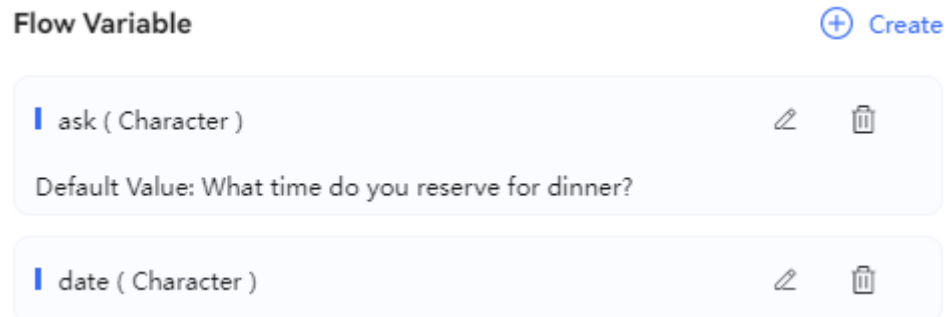 Flow Variable
Create
ask ( Character )
Default Value: What time do you reserve for dinner?
date ( Character )